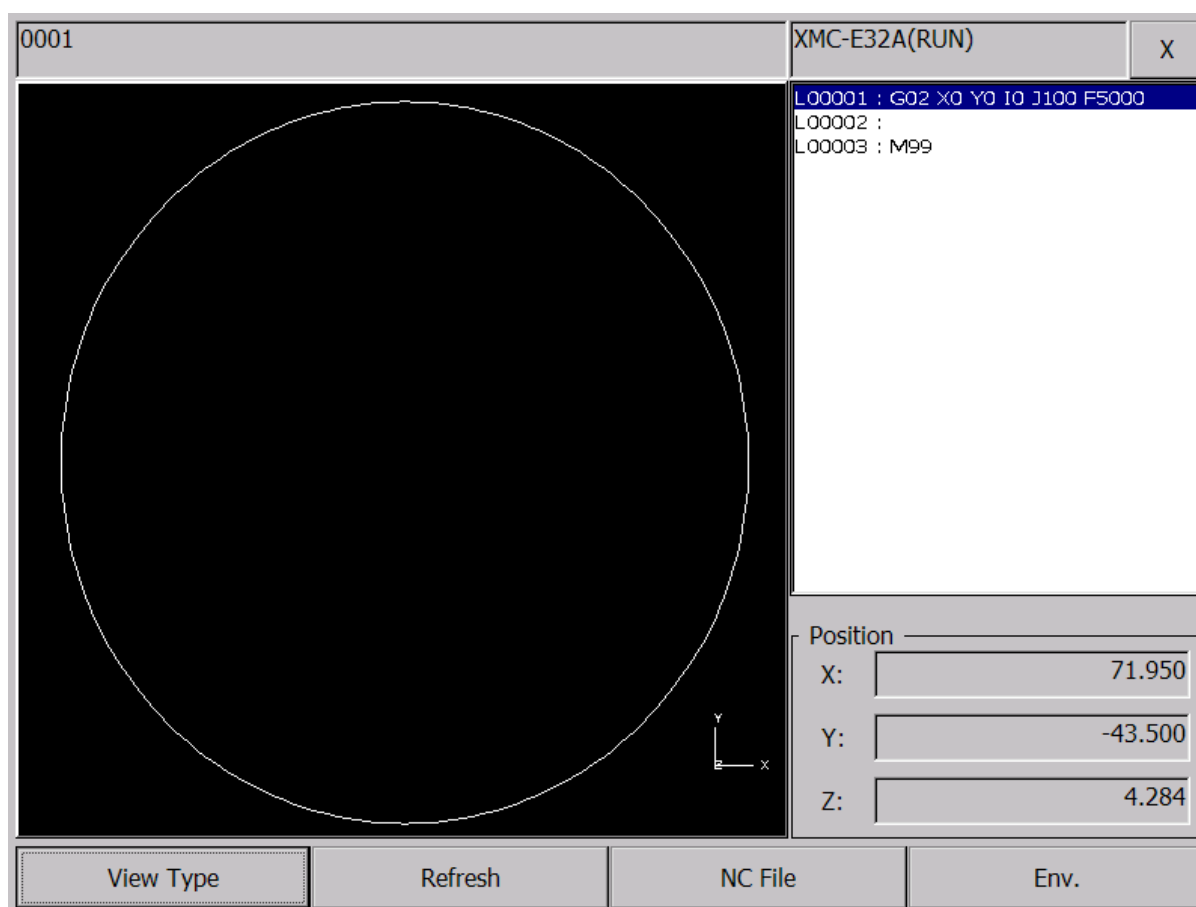 0001
XMC-E32A(RUN)
X
L00001 : G02 X0 Y0 I0 J100 F5000
L00002 :
L00003 : M99
Y
Z
X
Position
X: 71.950
Y: -43.500
Z: 4.284
View Type
Refresh
NC File
Env.